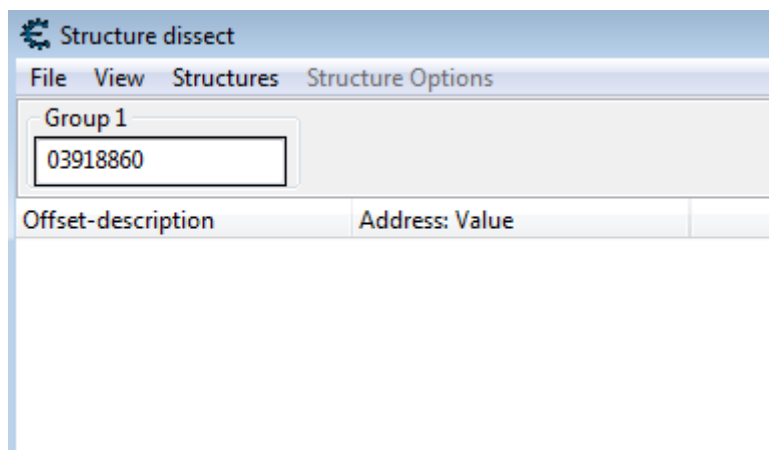 Structure dissect
File View Structures Structure Options
Group 1
03918860
Offset-description Address: Value